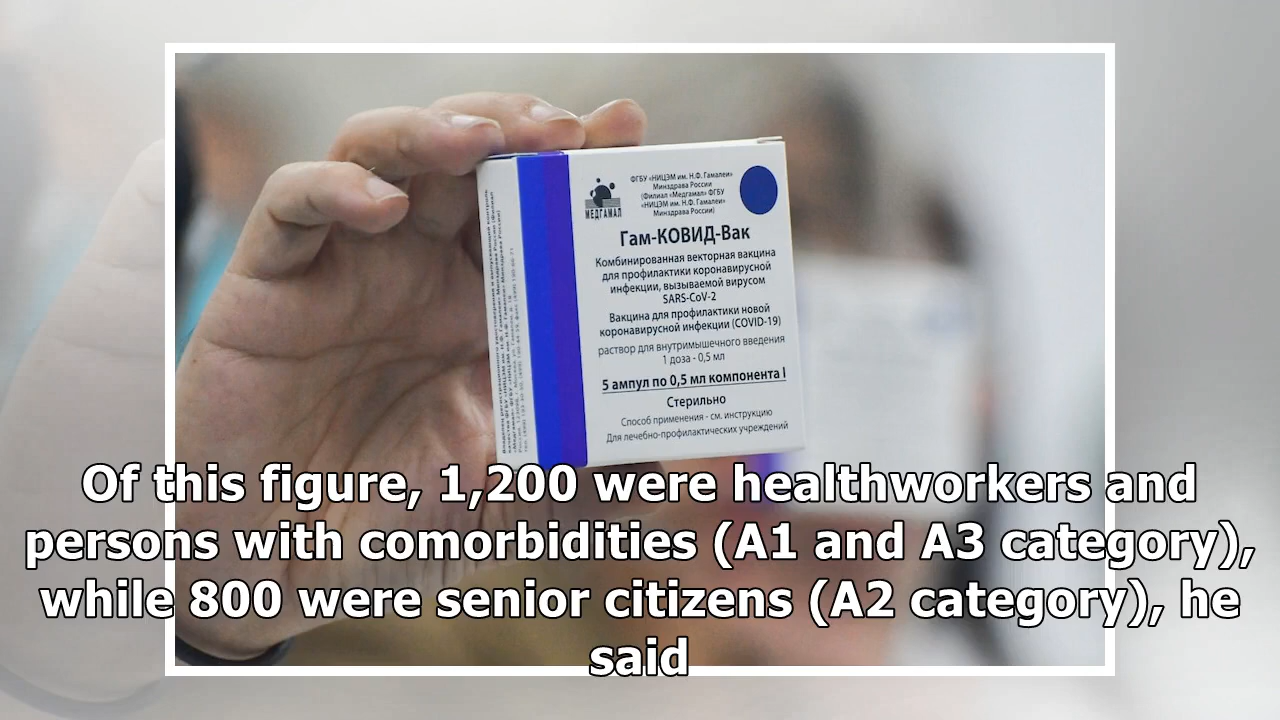 МЕДГАМАЛ
ФГБУ «НИЦЭМ им. Н.Ф. Гамалеи»
Минздрава России
(Филиал «Медгамал» ФГБУ
«НИЦЭМ им. Н.Ф. Гамалеи»
Минздрава России)
Гам-КОВИД-Вак
Комбинированная векторная вакцина
для профилактики коронавирусной
инфекции, вызываемой вирусом
SARS-CoV-2
Вакцина для профилактики новой
коронавирусной инфекции (COVID-19)
раствор для внутримышечного введения
1 доза - 0,5 мл
5 ампул по 0,5 мл компонента I
Стерильно
Способ применения - см. инструкцию
Для лечебно-профилактических учреждений
Of this figure, 1,200 were healthworkers and
persons with comorbidities (A1 and A3 category),
while 800 were senior citizens (A2 category), he
said